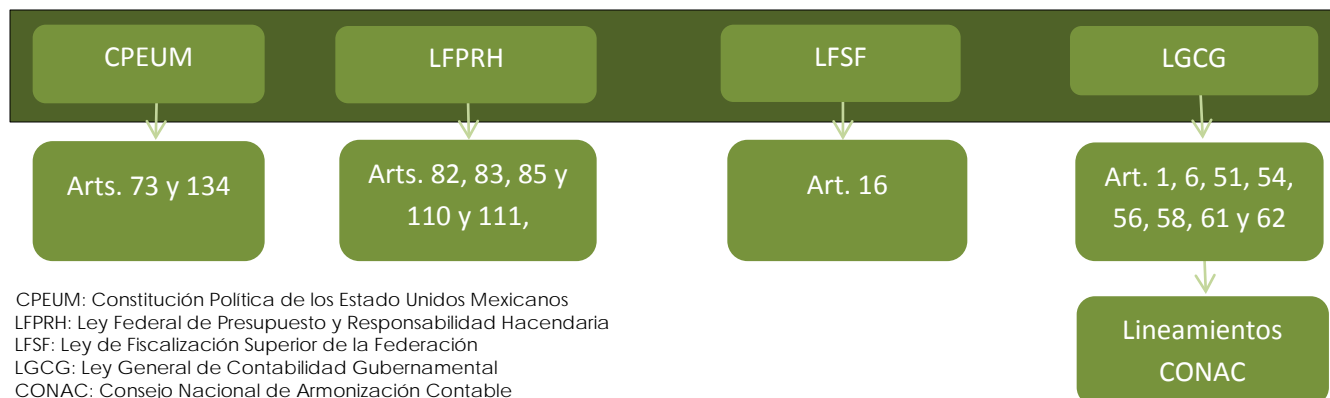 CPEUM
LFPRH
LFSF
LGCG
Arts. 73 y 134
Arts. 82, 83, 85 y
110 y 111,
Art. 16
Art. 1, 6, 51, 54,
56, 58, 61 y 62
CPEUM: Constitución Política de los Estado Unidos Mexicanos
LFPRH: Ley Federal de Presupuesto y Responsabilidad Hacendaria
LFSF: Ley de Fiscalización Superior de la Federación
LGCG: Ley General de Contabilidad Gubernamental
CONAC: Consejo Nacional de Armonización Contable
Lineamientos
CONAC